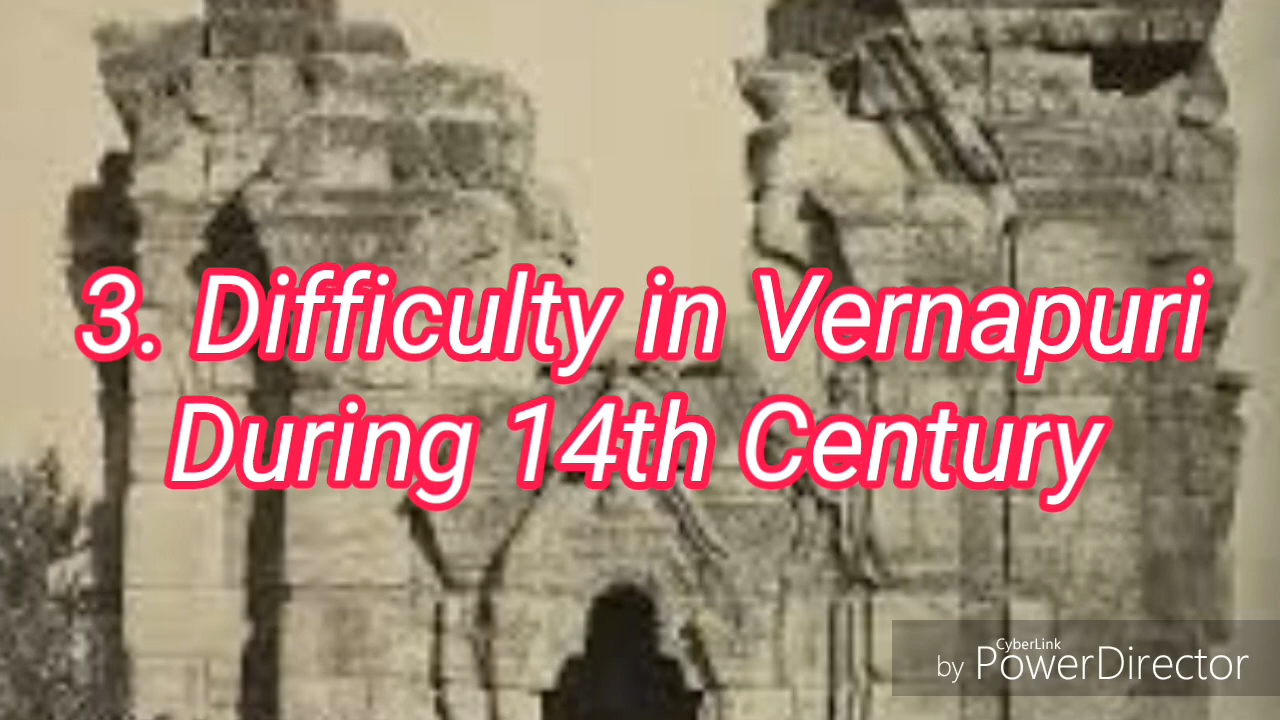 3. Difficulty in Vernapuri
During 14th Century
CyberLink
by PowerDirector